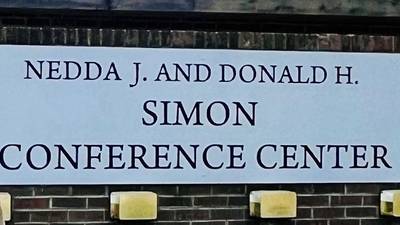 NEDDA J. AND DONALD H.
SIMON
CONFERENCE CENTER